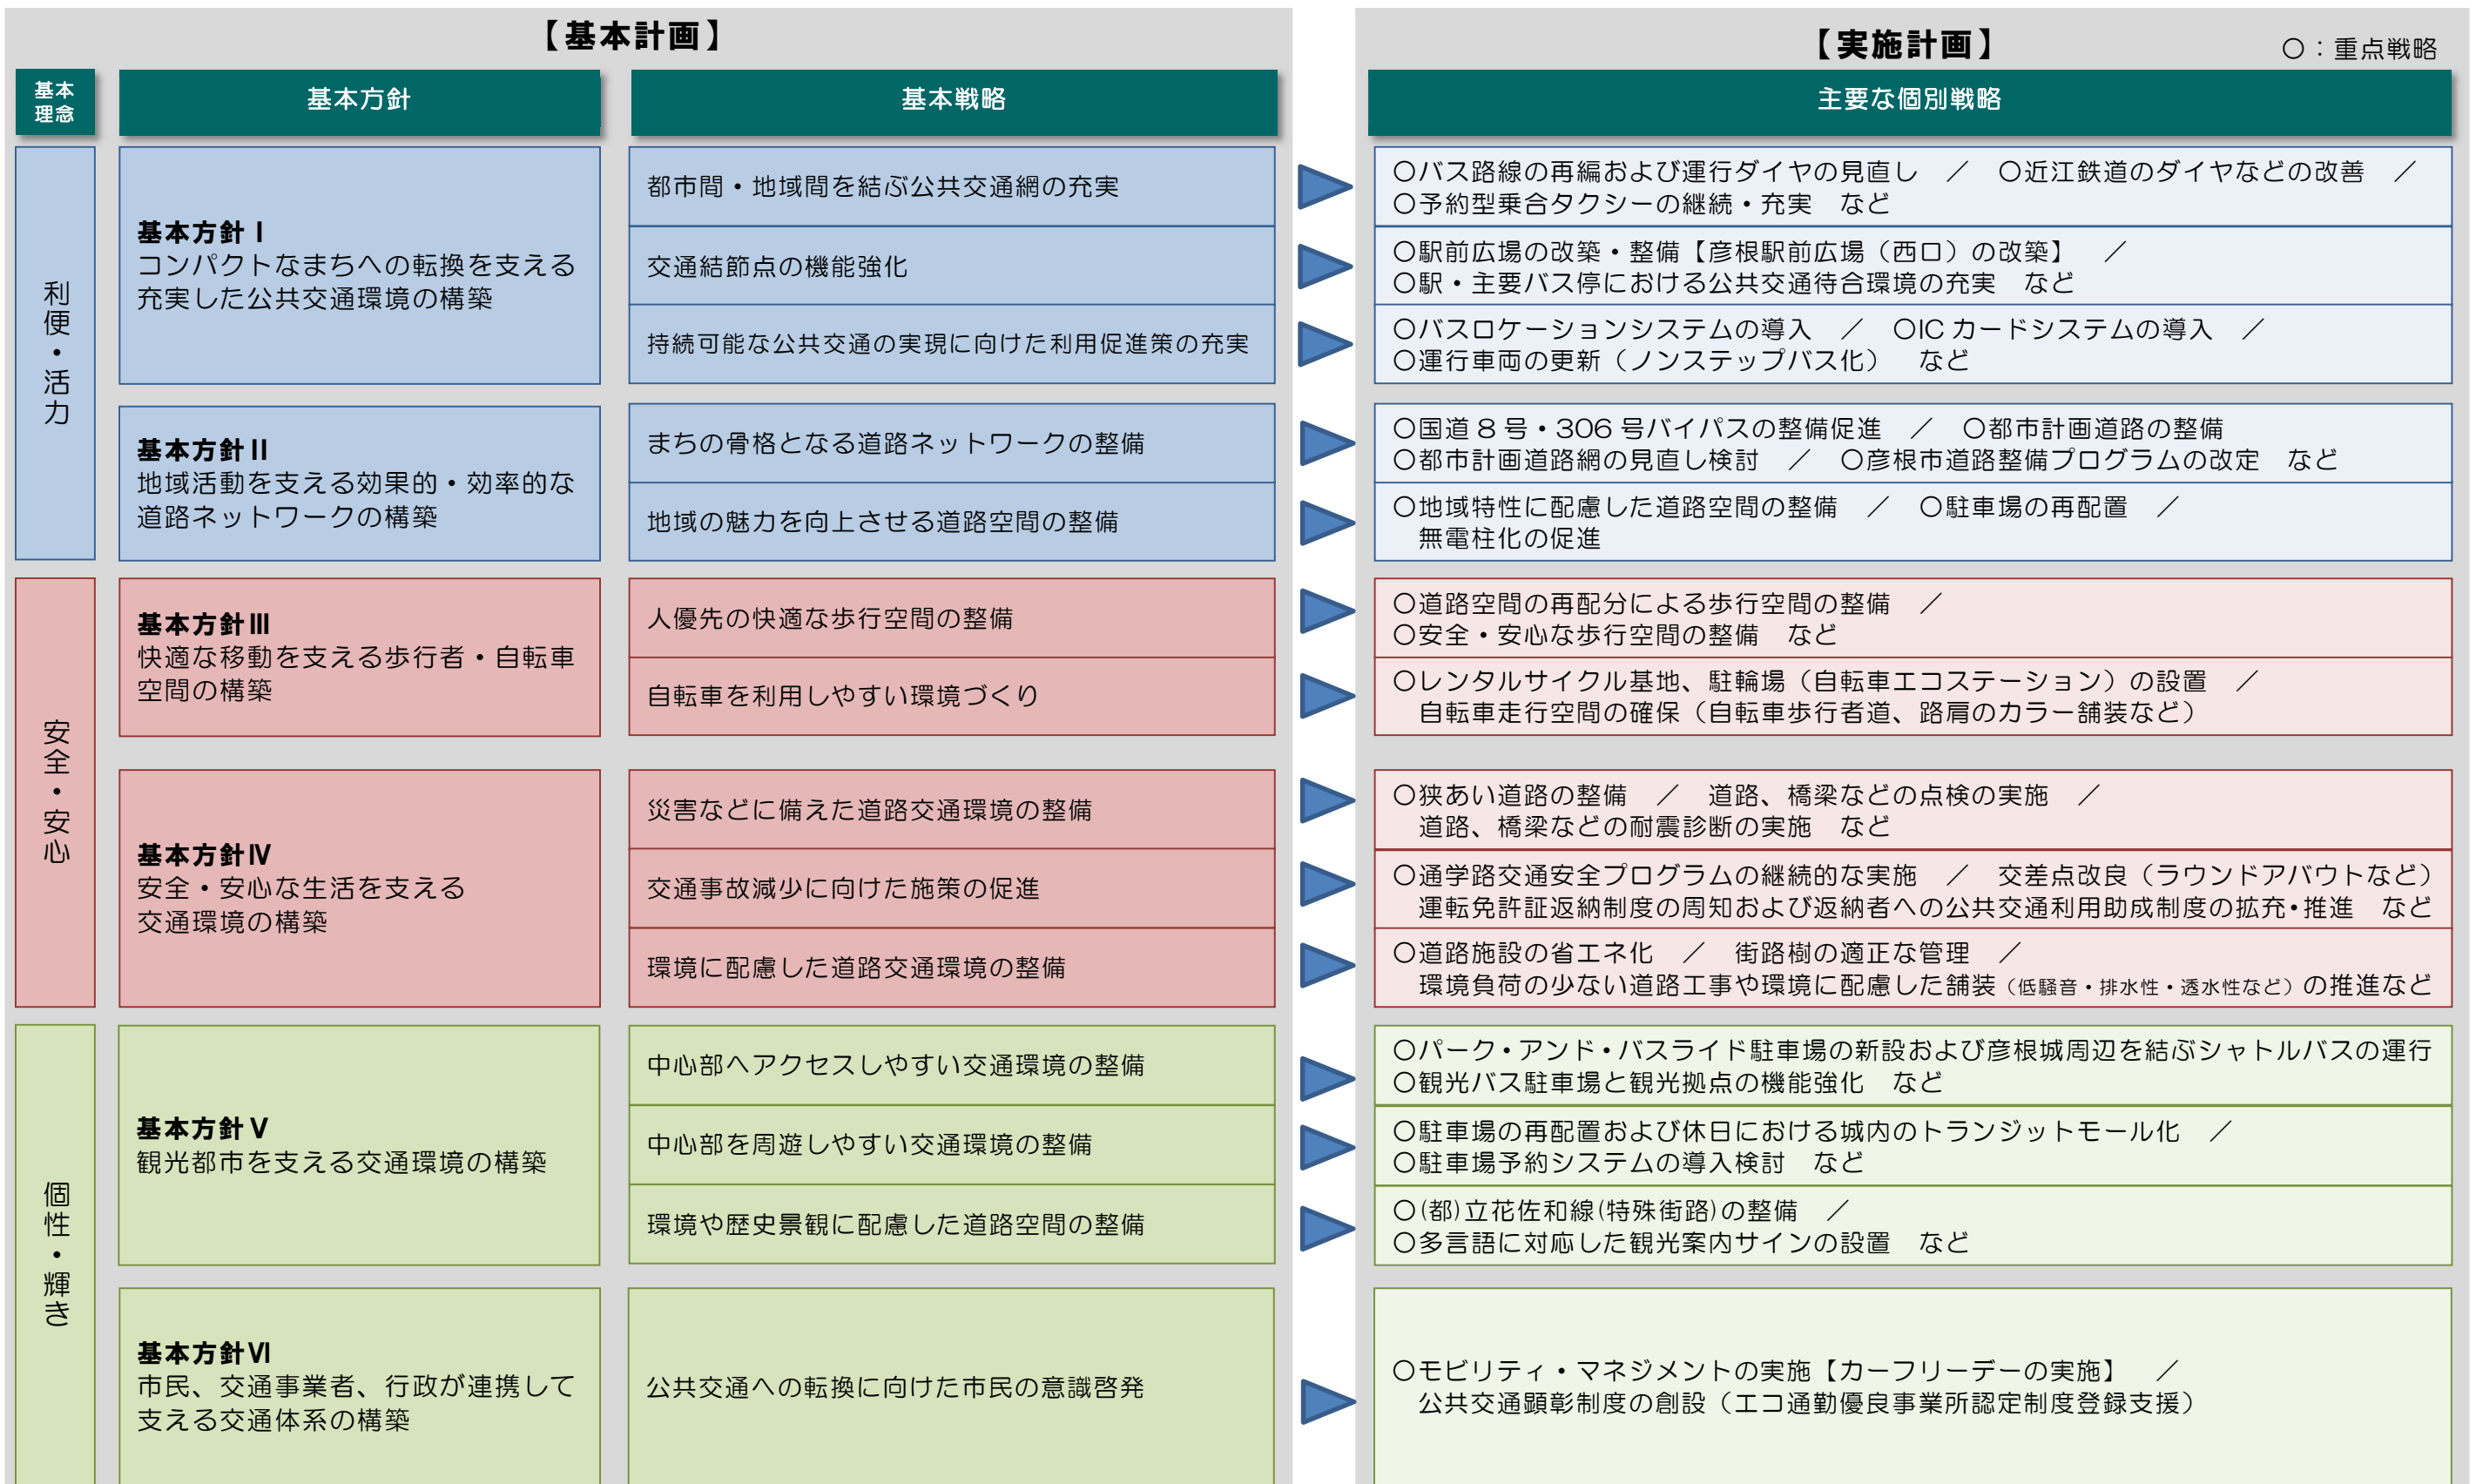 【基本計画】
【実施計画】
○：重点戦略
基本
理念
基本方針
基本戦略
主要な個別戦略
利便・活力
基本方針Ⅰ
コンパクトなまちへの転換を支える
充実した公共交通環境の構築
都市間・地域間を結ぶ公共交通網の充実
○バス路線の再編および運行ダイヤの見直し　／　○近江鉄道のダイヤなどの改善　／
○予約型乗合タクシーの継続・充実　など
交通結節点の機能強化
○駅前広場の改築・整備【彦根駅前広場（西口）の改築】　／
○駅・主要バス停における公共交通待合環境の充実　など
持続可能な公共交通の実現に向けた利用促進策の充実
○バスロケーションシステムの導入　／　○ICカードシステムの導入　／
○運行車両の更新（ノンステップバス化）　など
基本方針Ⅱ
地域活動を支える効果的・効率的な
道路ネットワークの構築
まちの骨格となる道路ネットワークの整備
○国道8号・306号バイパスの整備促進　／　○都市計画道路の整備
○都市計画道路網の見直し検討　／　○彦根市道路整備プログラムの改定　など
地域の魅力を向上させる道路空間の整備
○地域特性に配慮した道路空間の整備　／　○駐車場の再配置　／
無電柱化の促進
安全・安心
基本方針Ⅲ
快適な移動を支える歩行者・自転車
空間の構築
人優先の快適な歩行空間の整備
○道路空間の再配分による歩行空間の整備　／
○安全・安心な歩行空間の整備　など
自転車を利用しやすい環境づくり
○レンタルサイクル基地、駐輪場（自転車エコステーション）の設置　／
自転車走行空間の確保（自転車歩行者道、路肩のカラー舗装など）
基本方針Ⅳ
安全・安心な生活を支える
交通環境の構築
災害などに備えた道路交通環境の整備
○狭あい道路の整備　／　道路、橋梁などの点検の実施　／
道路、橋梁などの耐震診断の実施　など
交通事故減少に向けた施策の促進
○通学路交通安全プログラムの継続的な実施　／　交差点改良（ラウンドアバウトなど）
運転免許証返納制度の周知および返納者への公共交通利用助成制度の拡充・推進　など
環境に配慮した道路交通環境の整備
○道路施設の省エネ化　／　街路樹の適正な管理　／
環境負荷の少ない道路工事や環境に配慮した舗装（低騒音・排水性・透水性など）の推進など
個性・輝き
基本方針Ⅴ
観光都市を支える交通環境の構築
中心部へアクセスしやすい交通環境の整備
○パーク・アンド・バスライド駐車場の新設および彦根城周辺を結ぶシャトルバスの運行
○観光バス駐車場と観光拠点の機能強化　など
中心部を周遊しやすい交通環境の整備
○駐車場の再配置および休日における城内のトランジットモール化　／
○駐車場予約システムの導入検討　など
環境や歴史景観に配慮した道路空間の整備
○(都)立花佐和線(特殊街路)の整備　／
○多言語に対応した観光案内サインの設置　など
基本方針Ⅵ
市民、交通事業者、行政が連携して
支える交通体系の構築
公共交通への転換に向けた市民の意識啓発
○モビリティ・マネジメントの実施【カーフリーデーの実施】　／
公共交通顕彰制度の創設（エコ通勤優良事業所認定制度登録支援）